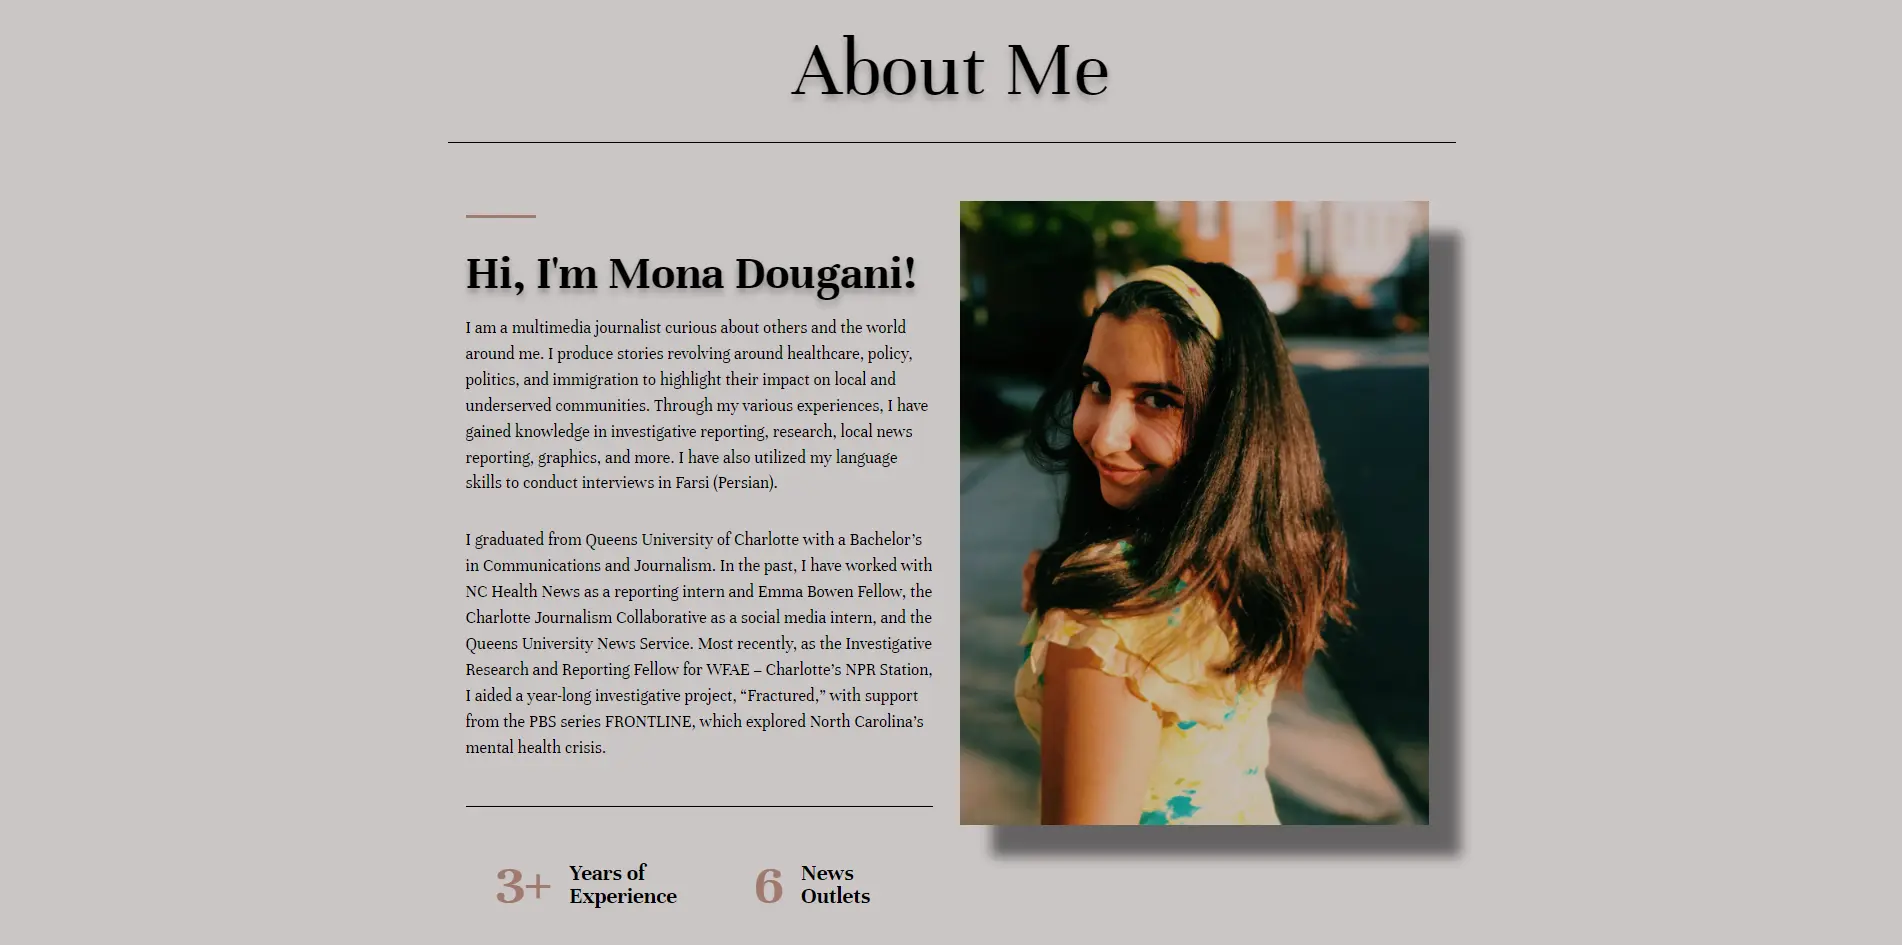 About Me
Hi, I'm Mona Dougani!
I am a multimedia journalist curious about others and the world
around me. I produce stories revolving around healthcare, policy,
politics, and immigration to highlight their impact on local and
underserved communities. Through my various experiences, I have
gained knowledge in investigative reporting, research, local news
reporting, graphics, and more. I have also utilized my language
skills to conduct interviews in Farsi (Persian).
I graduated from Queens University of Charlotte with a Bachelor’s
in Communications and Journalism. In the past, I have worked with
NC Health News as a reporting intern and Emma Bowen Fellow, the
Charlotte Journalism Collaborative as a social media intern, and the
Queens University News Service. Most recently, as the Investigative
Research and Reporting Fellow for WFAE – Charlotte’s NPR Station,
I aided a year-long investigative project, “Fractured,” with support
from the PBS series FRONTLINE, which explored North Carolina’s
mental health crisis.
3+ Years of
Experience
6 News
Outlets